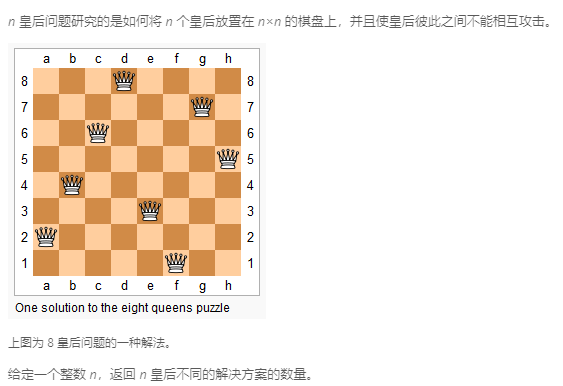 n 皇后问题研究的是如何将 n 个皇后放置在 n×n 的棋盘上，并且使皇后彼此之间不能相互攻击。
a b c d e f g h
8 8
7 7
6 6
5 5
4 4
3 3
2 2
1 1
a b c d e f g h
One solution to the eight queens puzzle
上图为 8 皇后问题的一种解法。
给定一个整数 n，返回 n 皇后不同的解决方案的数量。